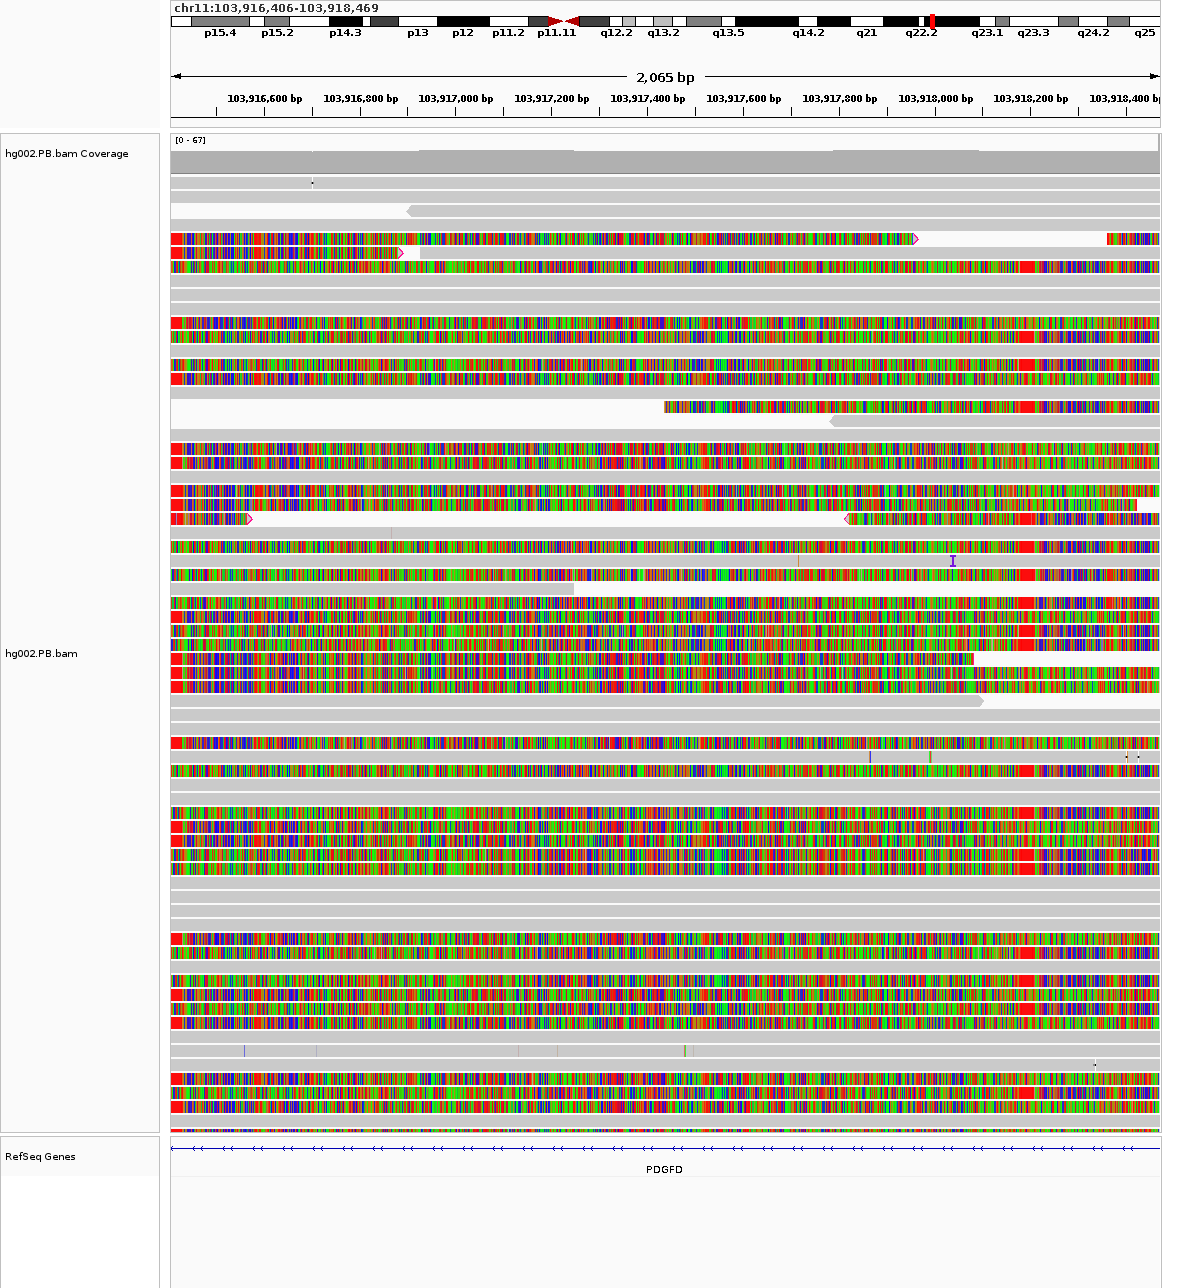 chr11:103,916,406-103,918,469
p15.4 p15.2 p14.3 p13 p12 p11.2 p11.11 q12.2 q13.2 q13.5 q14.2 q21 q22.2 q23.1 q23.3 q24.2 q25
2,065 bp
103,916,600 bp 103,916,800 bp 103,917,000 bp 103,917,200 bp 103,917,400 bp 103,917,600 bp 103,917,800 bp 103,918,000 bp 103,918,200 bp 103,918,400 bp
[0 - 67]
hg002.PB.bam Coverage
hg002.PB.bam
RefSeq Genes
PDGFD